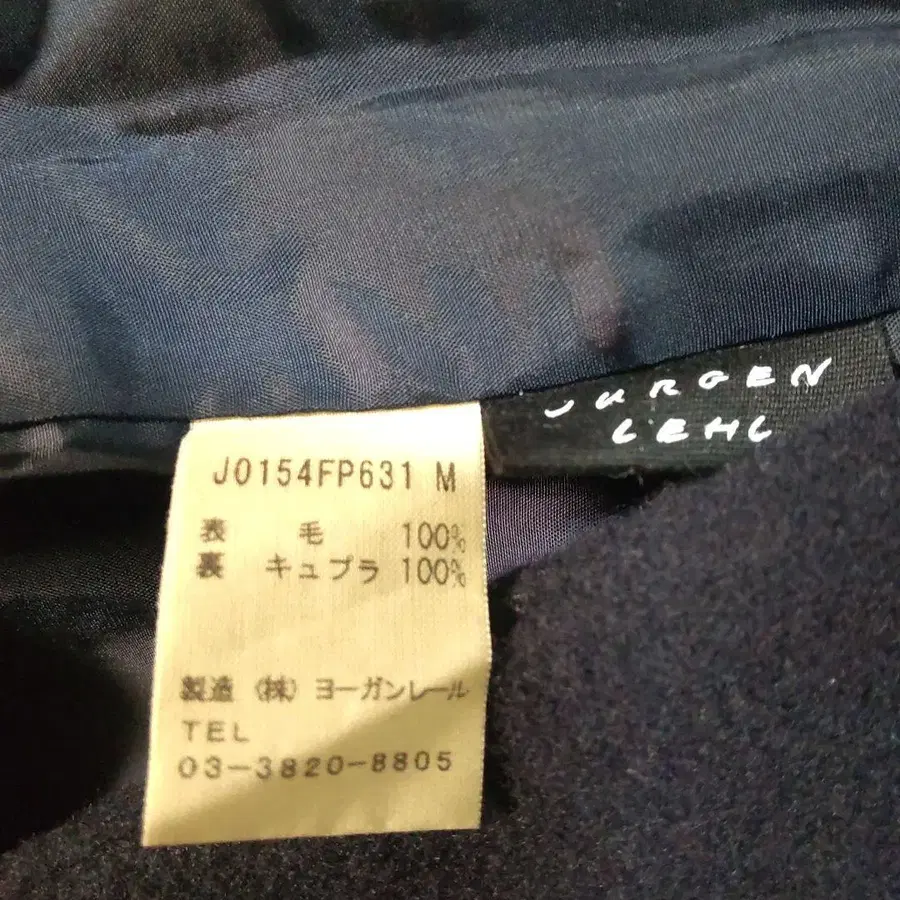 JURGEN
LEHL
J0154FP631 M
表 毛 100%
裏 キュプラ 100%
製造 (株) ヨーガンレール
TEL
03-3820-8805